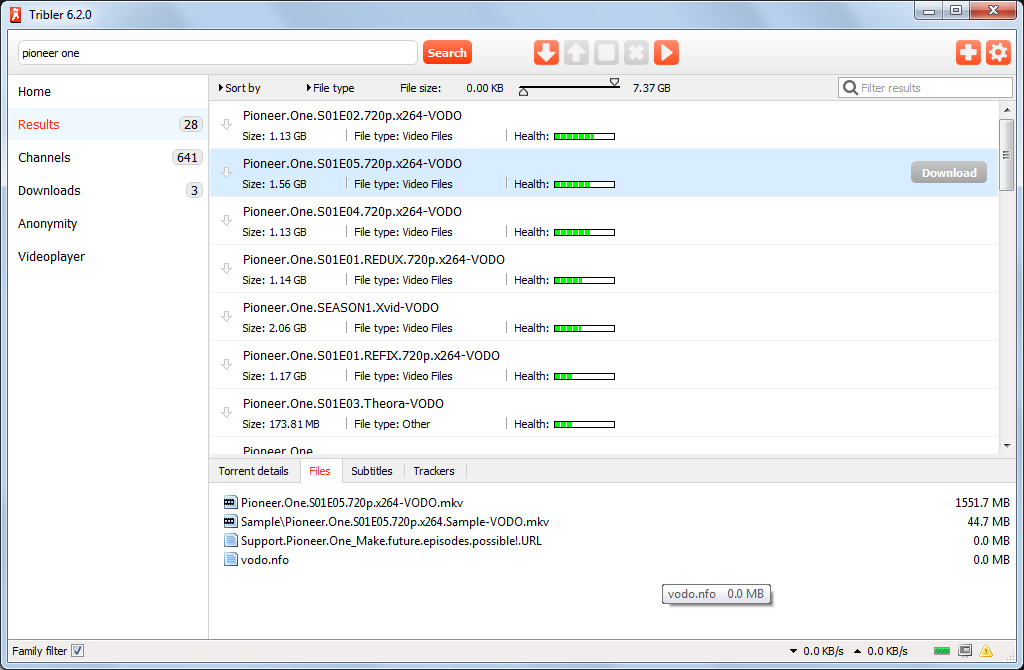 Tribler 6.2.0
pioneer one
Search
Home
Results 28
Channels 641
Downloads 3
Anonymity
Videoplayer
Sort by File type File size: 0.00 KB 7.37 GB Filter results
Pioneer.One.S01E02.720p.x264-VODO
Size: 1.13 GB File type: Video Files Health:
Pioneer.One.S01E05.720p.x264-VODO
Size: 1.56 GB File type: Video Files Health:
Download
Pioneer.One.S01E04.720p.x264-VODO
Size: 1.13 GB File type: Video Files Health:
Pioneer.One.S01E01.REDUX.720p.x264-VODO
Size: 1.14 GB File type: Video Files Health:
Pioneer.One.SEASON1.Xvid-VODO
Size: 2.06 GB File type: Video Files Health:
Pioneer.One.S01E01.REFIX.720p.x264-VODO
Size: 1.17 GB File type: Video Files Health:
Pioneer.One.S01E03.Theora-VODO
Size: 173.81 MB File type: Other Health:
Pioneer One
Torrent details Files Subtitles Trackers
Pioneer.One.S01E05.720p.x264-VODO.mkv 1551.7 MB
Sample\Pioneer.One.S01E05.720p.x264.Sample-VODO.mkv 44.7 MB
Support.Pioneer.One_Make.future.episodes.possible!.URL 0.0 MB
vodo.nfo 0.0 MB
vodo.nfo 0.0 MB
Family filter 0.0 KB/s 0.0 KB/s